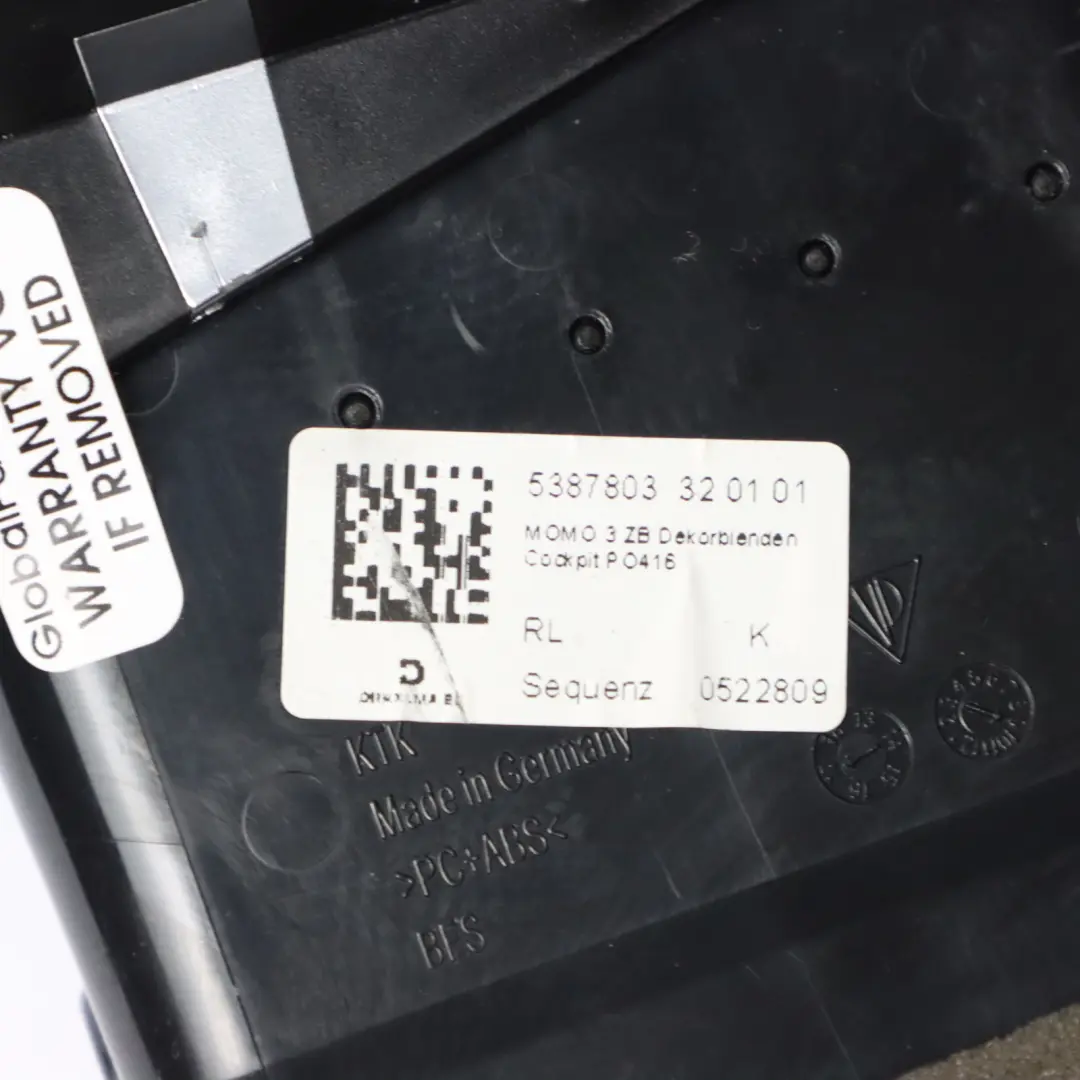 WARRANTY
IF REMOVED
5387803 32 01 01
MOMO 3 ZB Dekorblenden
Cockpit PO416
RL K
Sequenz 0522809
KTK
Made in Germany
>PC+ABS<
BFS